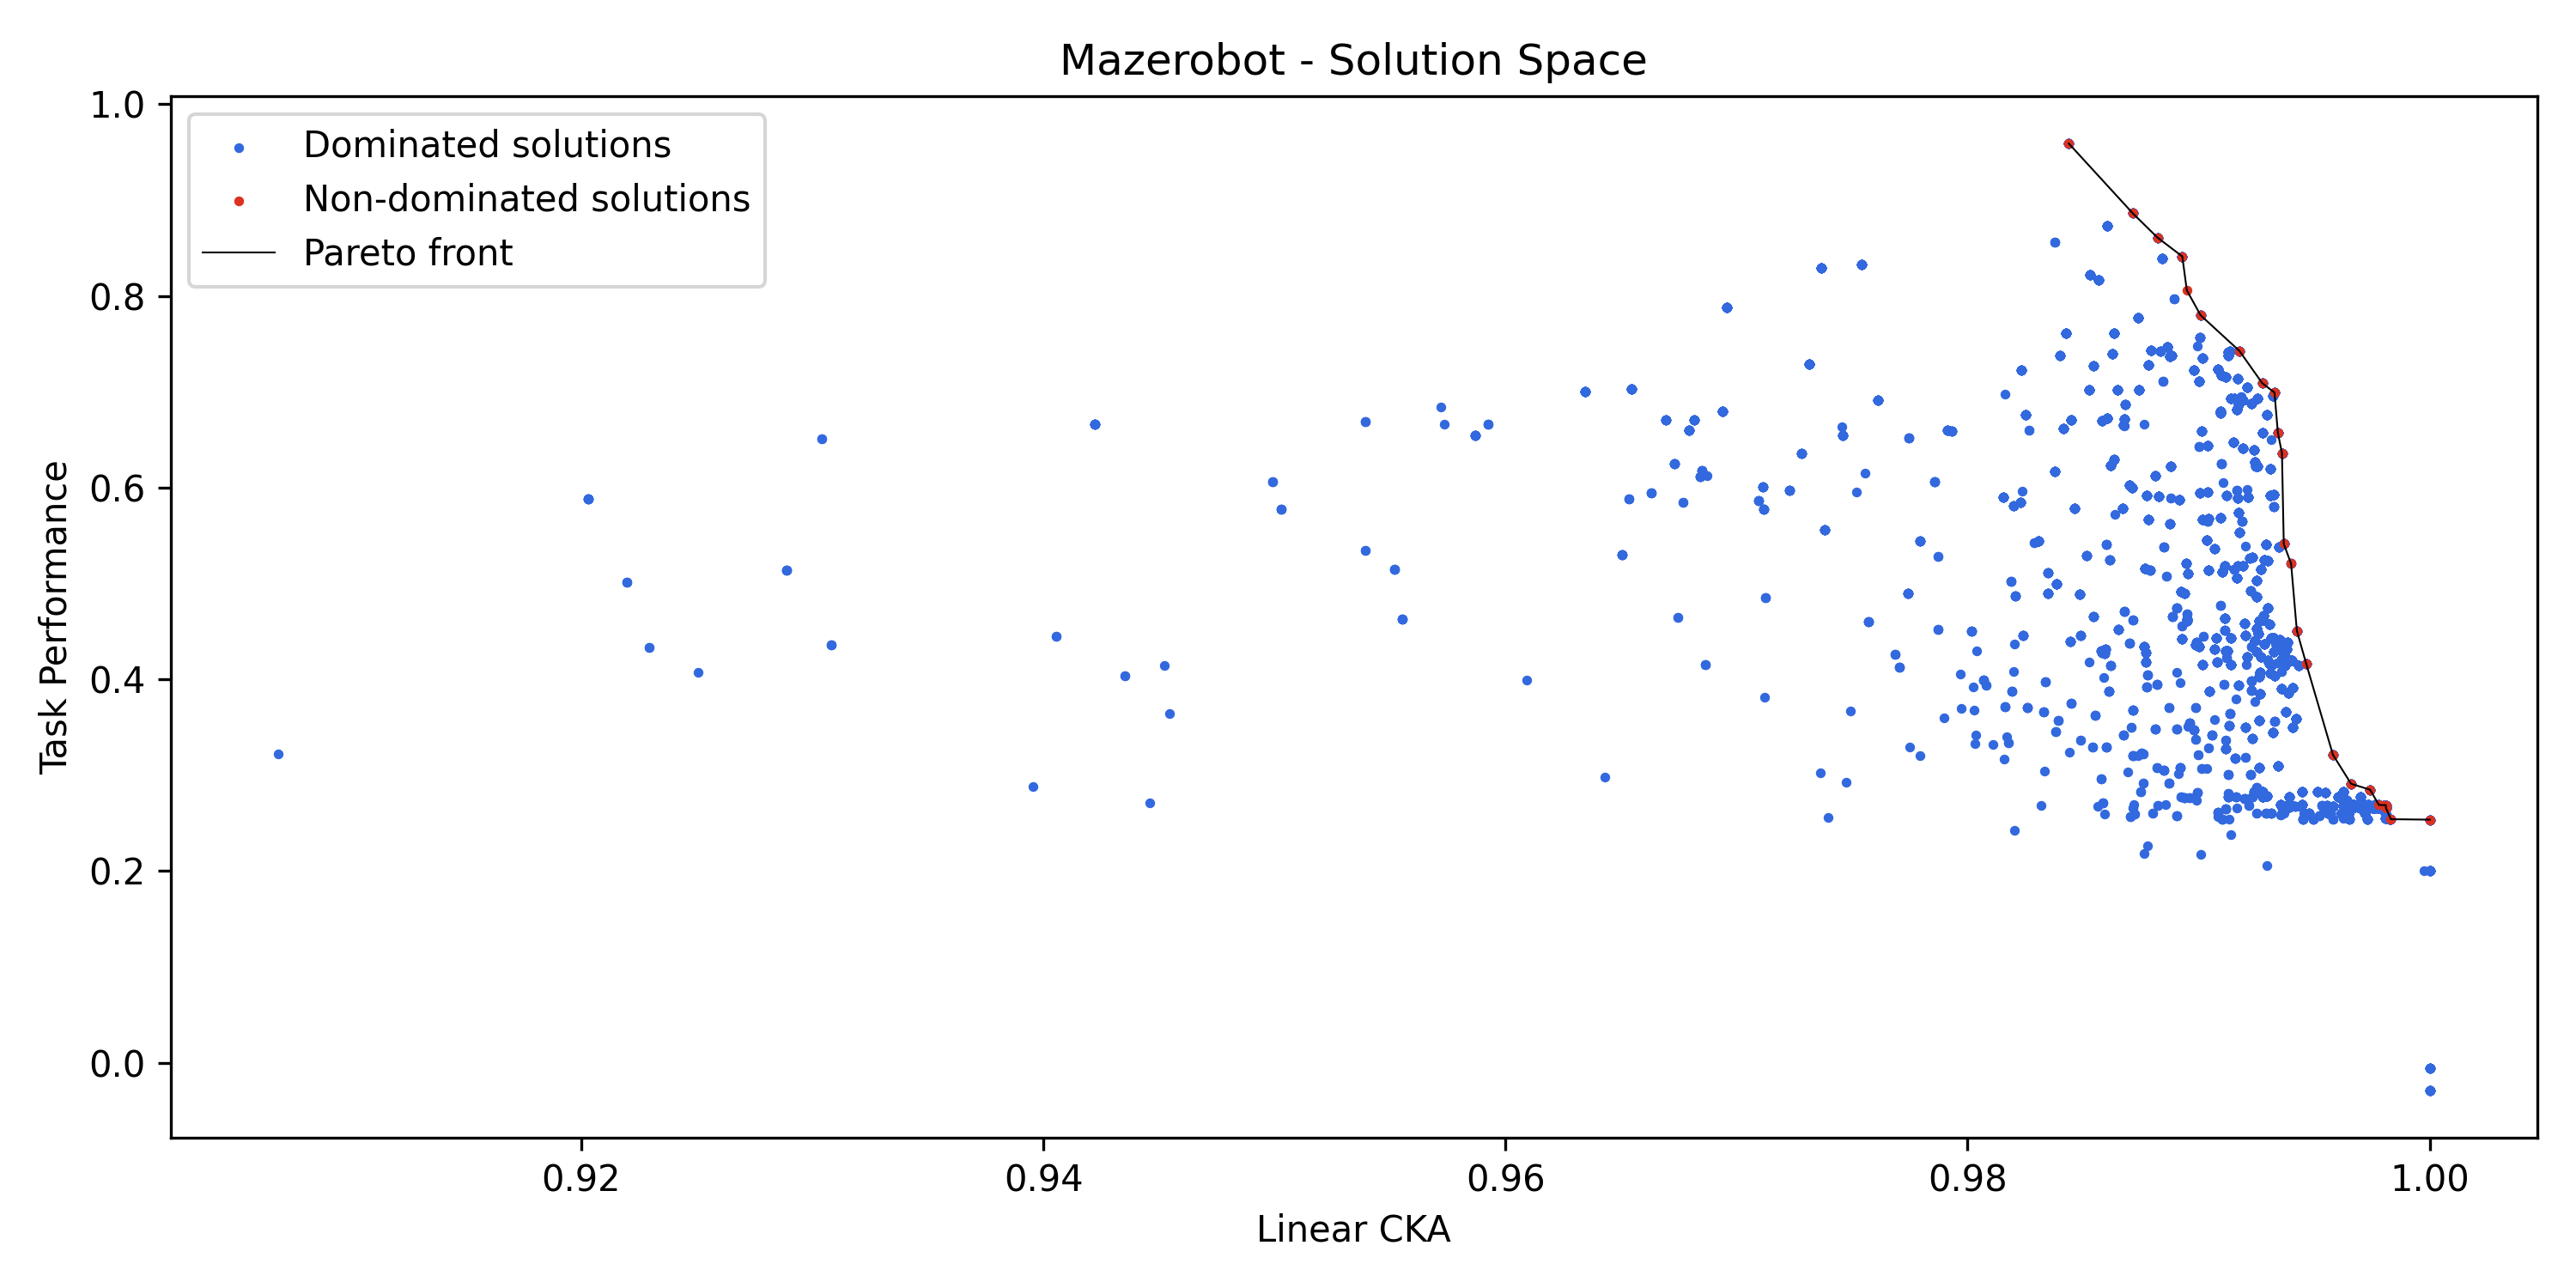 Mazerobot - Solution Space
Dominated solutions
Non-dominated solutions
Pareto front
1.0
0.8
0.6
0.4
0.2
0.0
Task Performance
0.92
0.94
0.96
0.98
1.00
Linear CKA